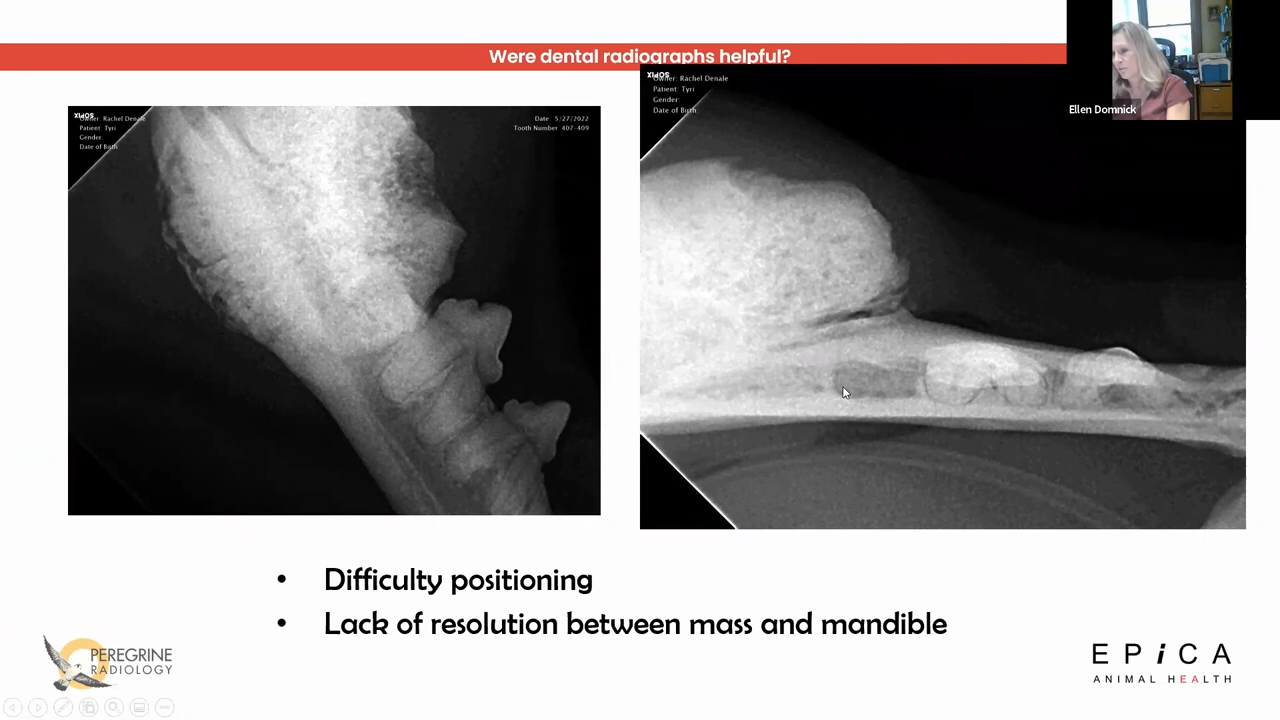 Were dental radiographs helpful?
Ellen Domnick
SOPIX
Owner: Rachel Denale
Patient: Tyri
Gender:
Date of Birth:
Date: 5/27/2022
Tooth Number 407-409
SOPIX
Owner: Rachel Denale
Patient: Tyri
Gender:
Date of Birth:
• Difficulty positioning
• Lack of resolution between mass and mandible
PEREGRINE
RADIOLOGY
EPiCA
ANIMAL HEALTH